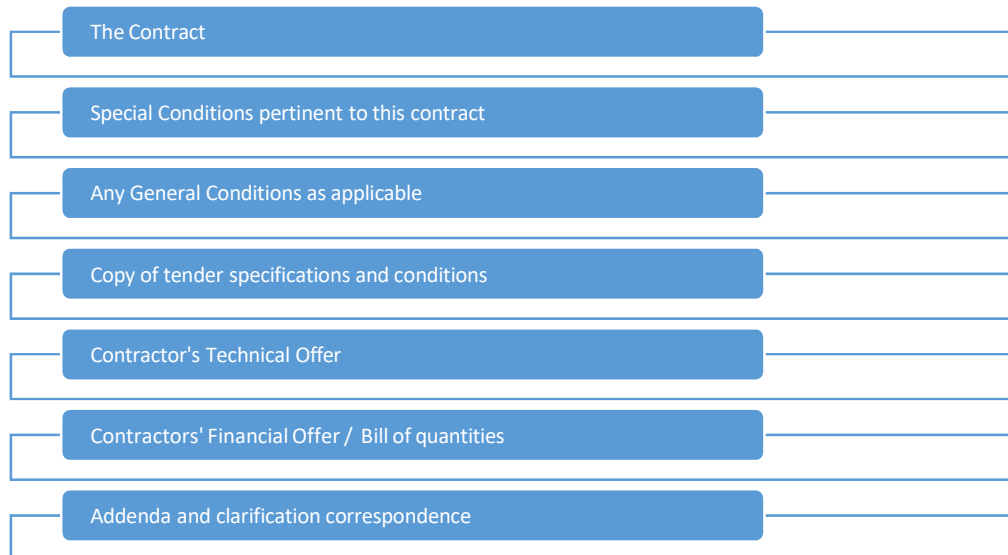 The Contract
Special Conditions pertinent to this contract
Any General Conditions as applicable
Copy of tender specifications and conditions
Contractor's Technical Offer
Contractors' Financial Offer / Bill of quantities
Addenda and clarification correspondence